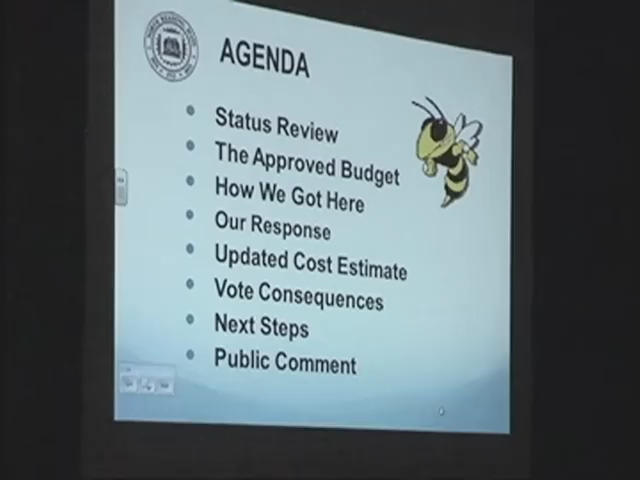 AGENDA
Status Review
The Approved Budget
How We Got Here
Our Response
Updated Cost Estimate
Vote Consequences
Next Steps
Public Comment